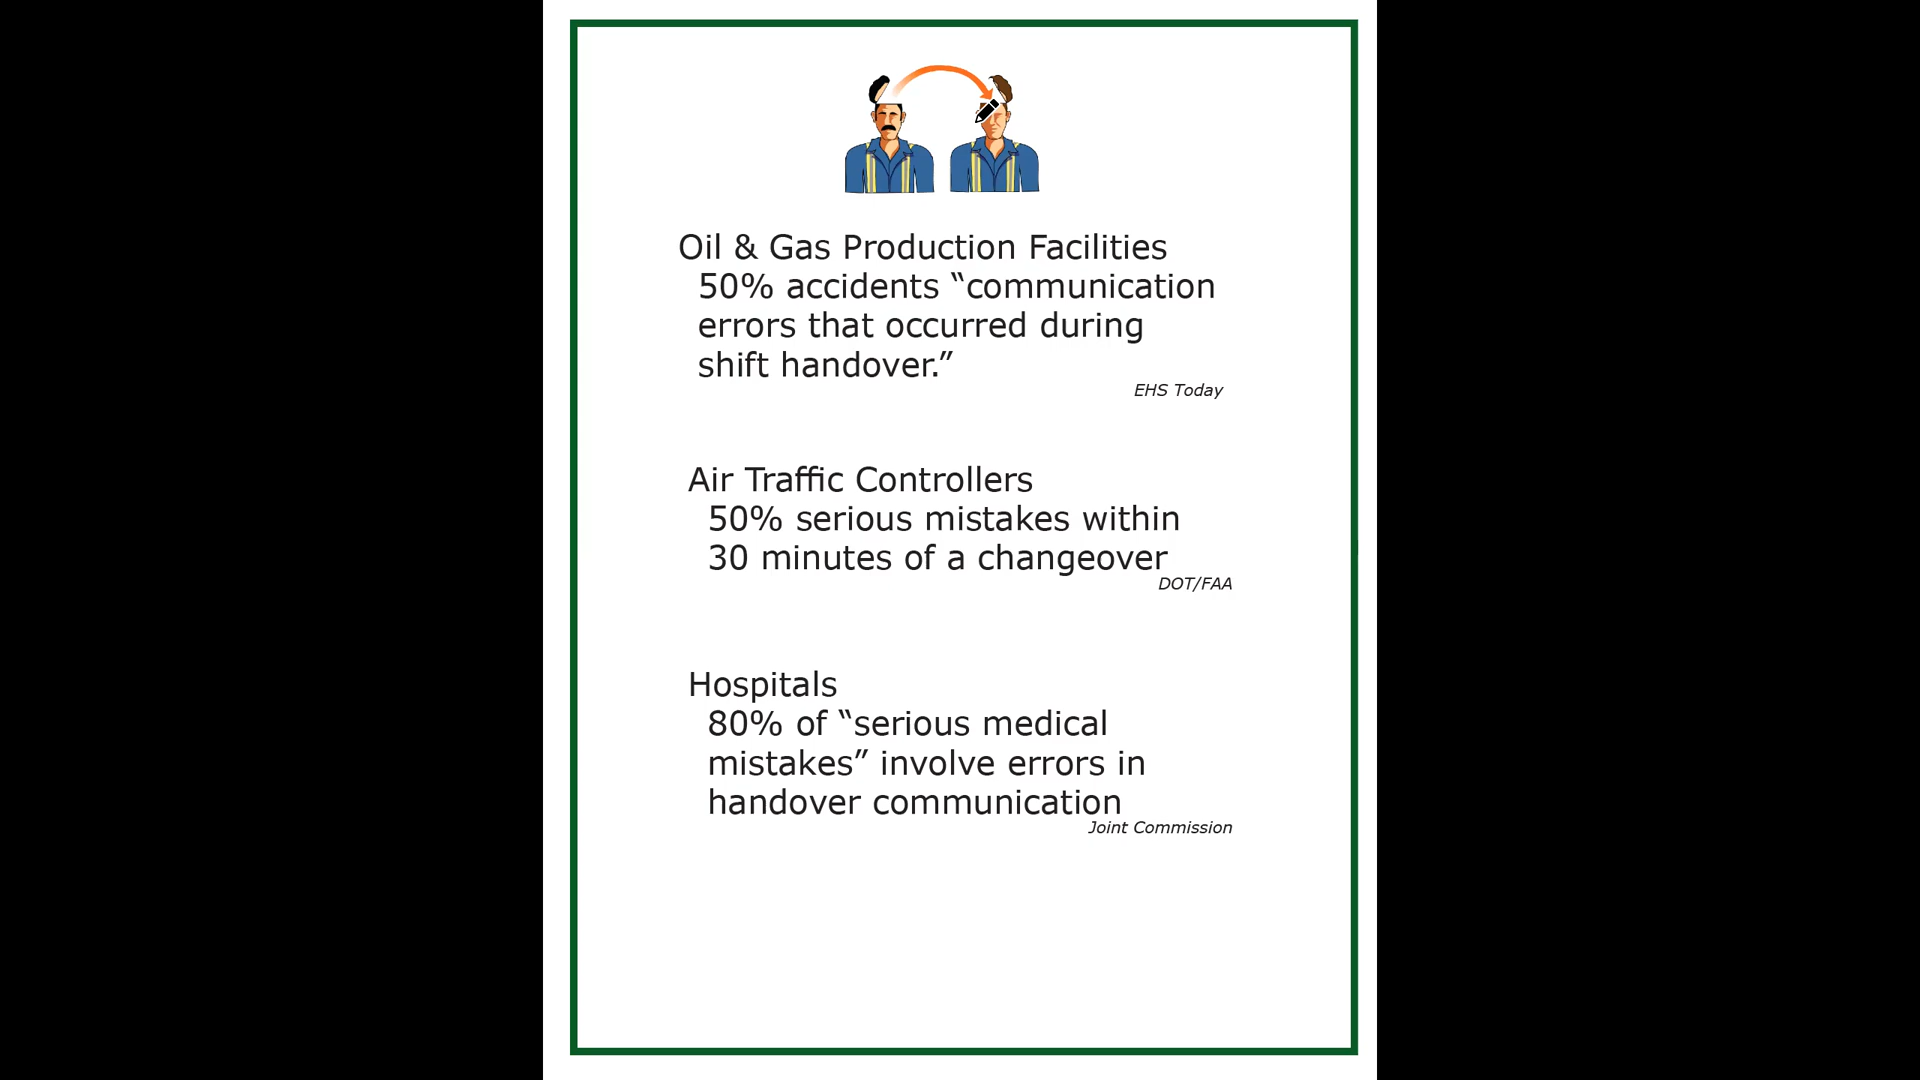 Oil & Gas Production Facilities
50% accidents “communication
errors that occurred during
shift handover.”
EHS Today
Air Traffic Controllers
50% serious mistakes within
30 minutes of a changeover
DOT/FAA
Hospitals
80% of “serious medical
mistakes” involve errors in
handover communication
Joint Commission